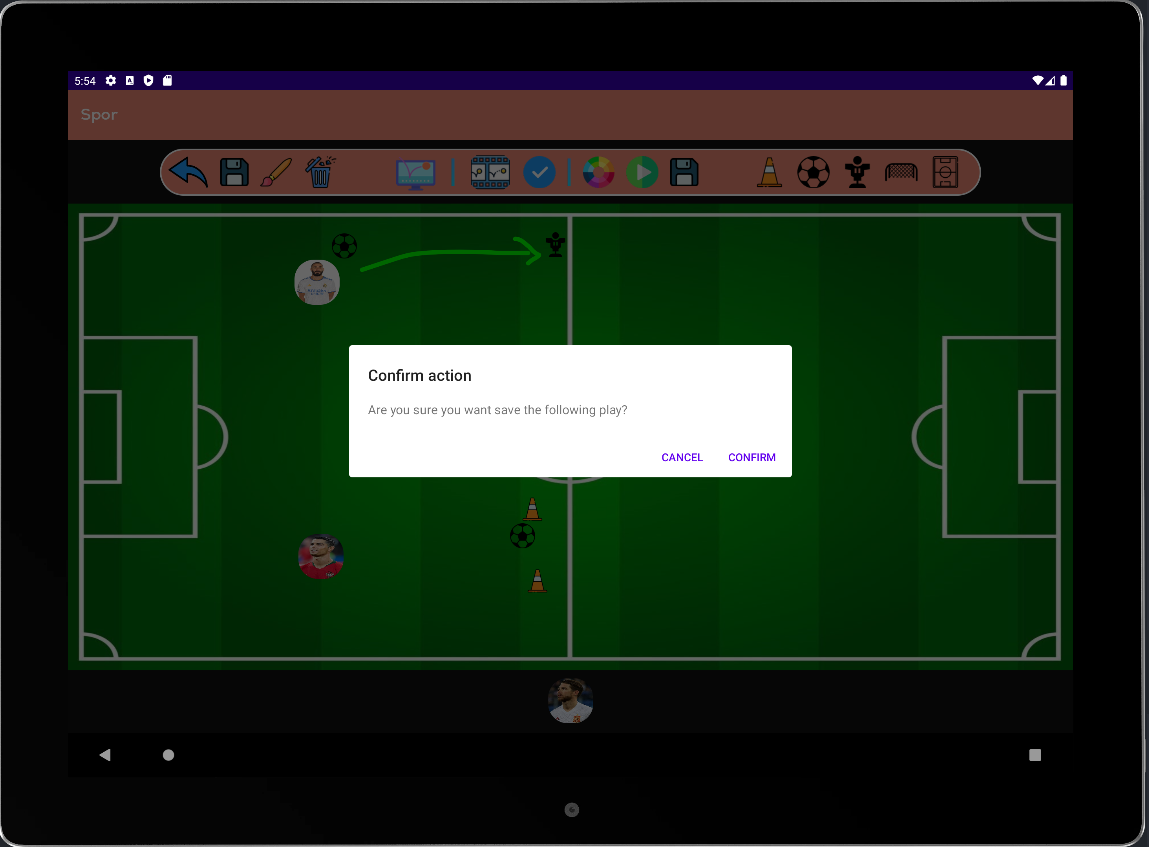 5:54
Spor
Confirm action
Are you sure you want save the following play?
CANCEL
CONFIRM